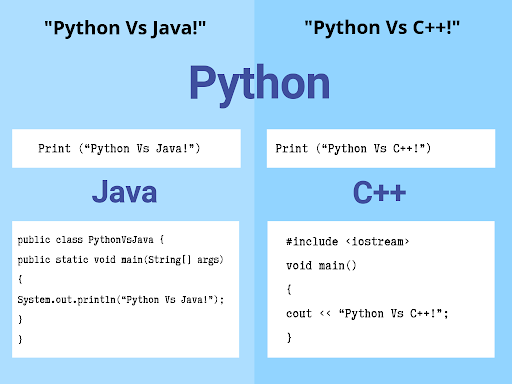 "Python Vs Java!"
"Python Vs C++!"
Python
Print (“Python Vs Java!”)
Print (“Python Vs C++!”)
Java
public class PythonVsJava {
public static void main(String[] args)
{
System.out.println(“Python Vs Java!”);
}
}
C++
#include <iostream>
void main()
{
cout << “Python Vs C++!”;
}